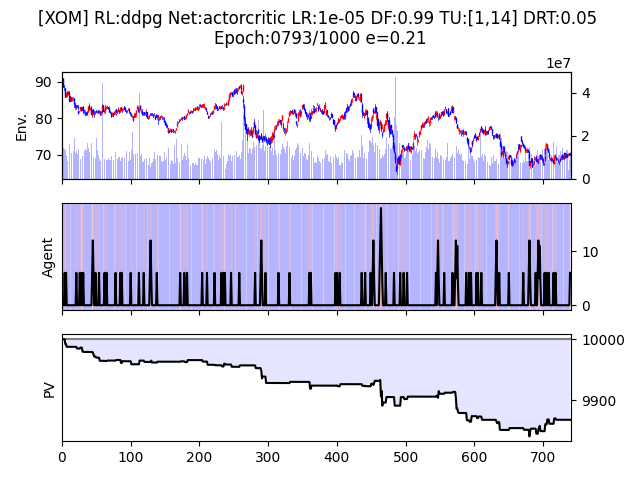 [XOM] RL:ddpg Net:actorcritic LR:1e-05 DF:0.99 TU:[1,14] DRT:0.05
Epoch:0793/1000 e=0.21
1e7
90
80
70
Env.
4
2
0
Agent
10
0
PV
10000
9900
0 100 200 300 400 500 600 700